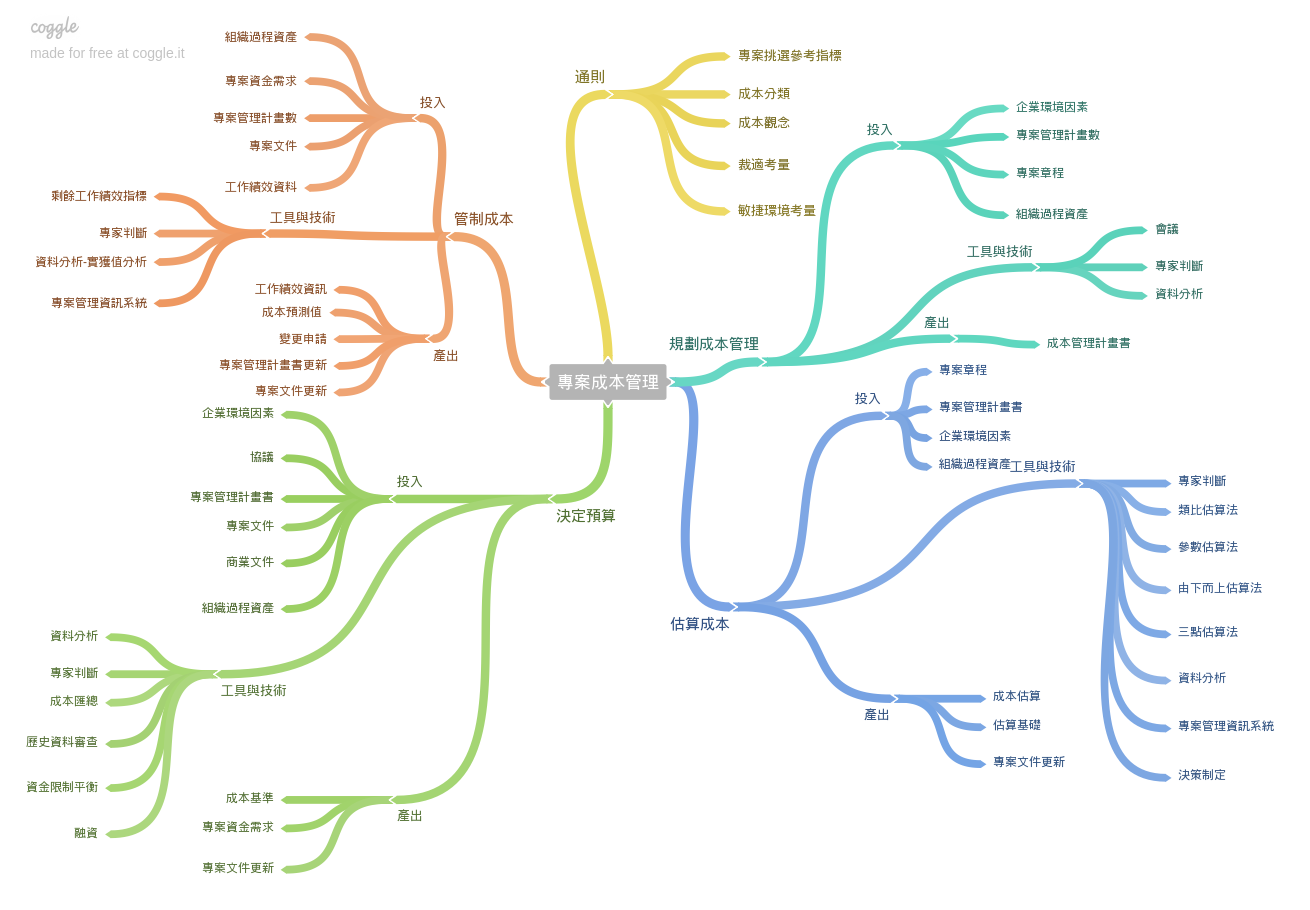 coggle
made for free at coggle.it
專案成本管理
通則
專案挑選參考指標
成本分類
成本觀念
裁適考量
敏捷環境考量
規劃成本管理
投入
企業環境因素
專案管理計畫數
專案章程
組織過程資產
工具與技術
會議
專家判斷
資料分析
產出
成本管理計畫書
估算成本
投入
專案章程
專案管理計畫書
企業環境因素
組織過程資產
工具與技術
專家判斷
類比估算法
參數估算法
由下而上估算法
三點估算法
資料分析
專案管理資訊系統
決策制定
產出
成本估算
估算基礎
專案文件更新
決定預算
投入
企業環境因素
協議
專案管理計畫書
專案文件
商業文件
組織過程資產
工具與技術
資料分析
專家判斷
成本匯總
歷史資料審查
資金限制平衡
融資
產出
成本基準
專案資金需求
專案文件更新
管制成本
投入
組織過程資產
專案資金需求
專案管理計畫數
專案文件
工作績效資料
工具與技術
剩餘工作績效指標
專家判斷
資料分析-實獲值分析
專案管理資訊系統
產出
工作績效資訊
成本預測值
變更申請
專案管理計畫書更新
專案文件更新